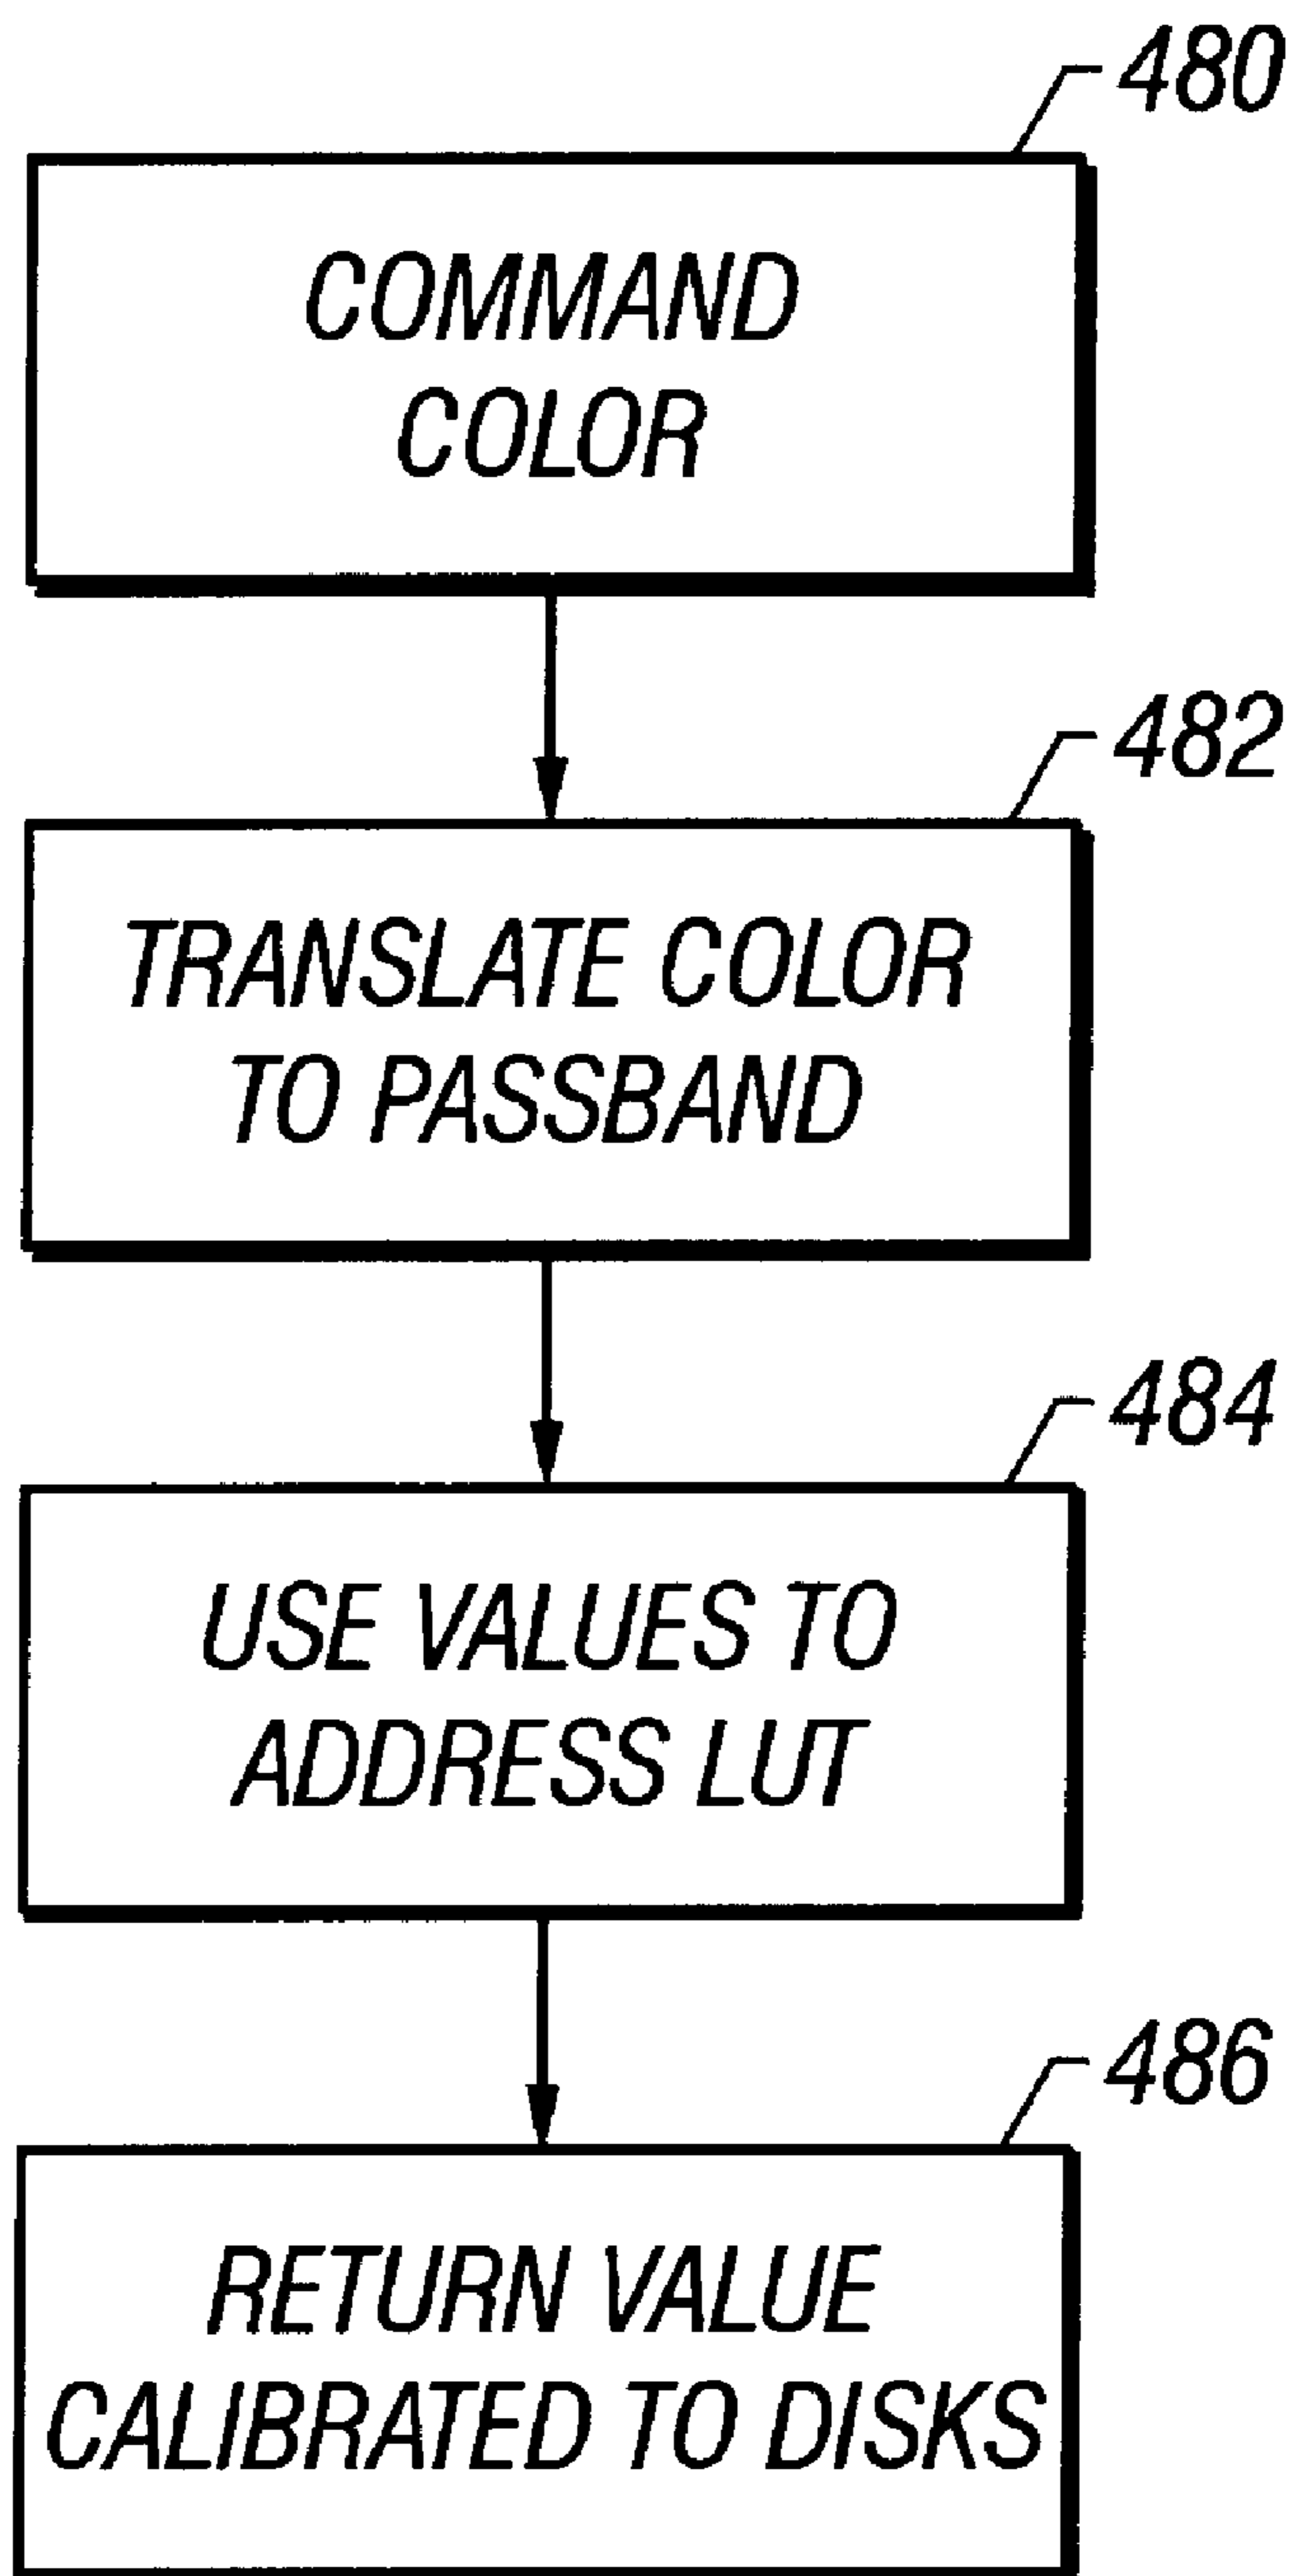 480
COMMAND
COLOR
482
TRANSLATE COLOR
TO PASSBAND
484
USE VALUES TO
ADDRESS LUT
486
RETURN VALUE
CALIBRATED TO DISKS